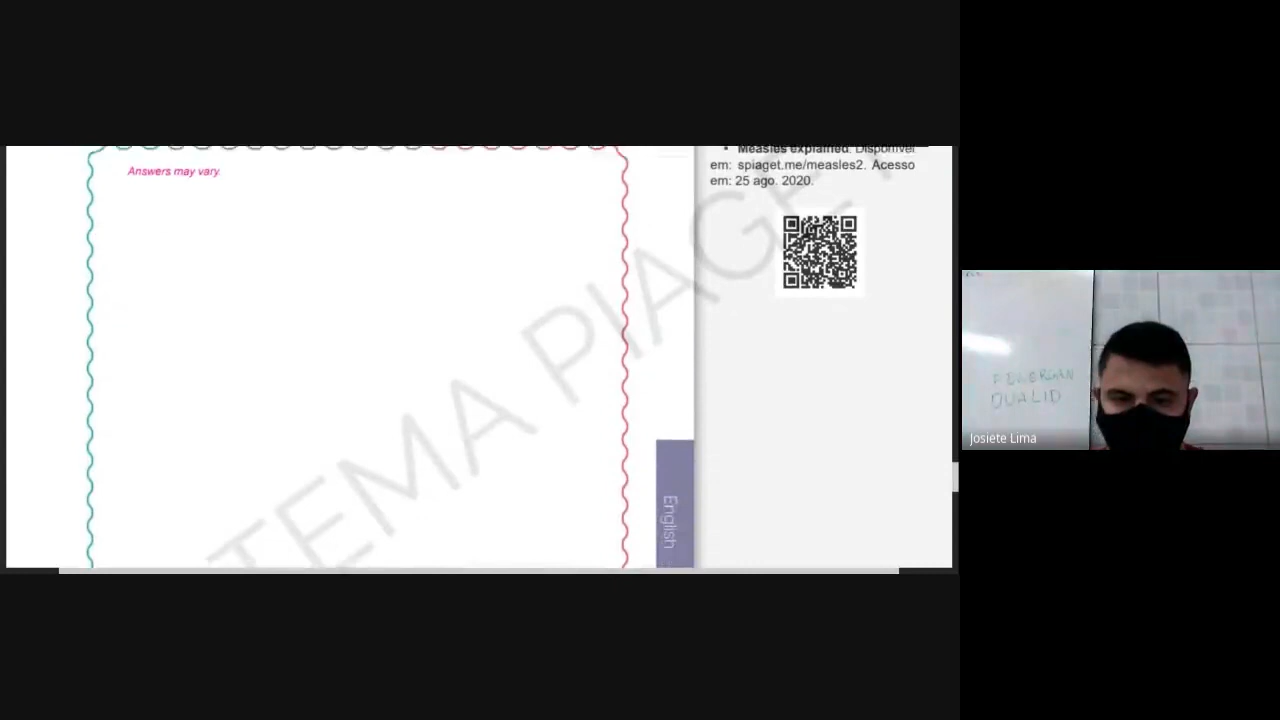 Answers may vary.
• Measles explained. Disponível
em: spiaget.me/measles2. Acesso
em: 25 ago. 2020.
TEMA PIAGET
English
DUALID
Josiete Lima